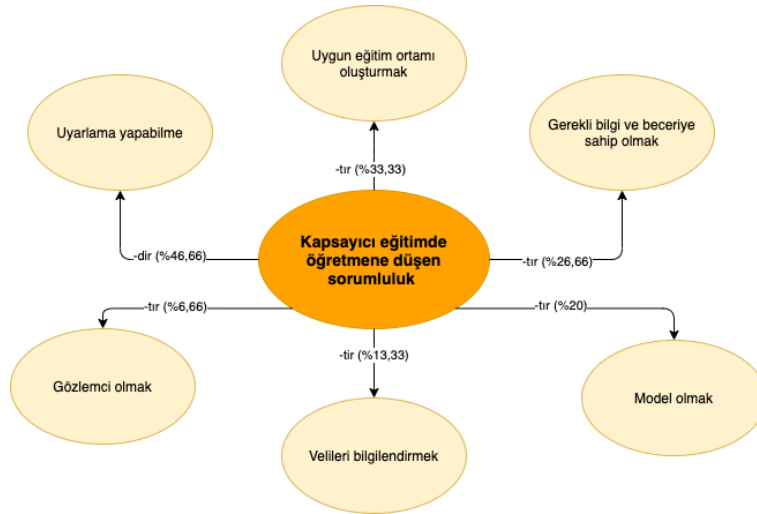 Uygun eğitim ortamı
oluşturmak
Uyarlama yapabilme
Gerekli bilgi ve beceriye
sahip olmak
-tır (%33,33)
Kapsayıcı eğitimde
öğretmene düşen
sorumluluk
-dir (%46,66)
-tır (%26,66)
-tır (%6,66)
-tır (%20)
-tir (%13,33)
Gözlemci olmak
Model olmak
Velileri bilgilendirmek